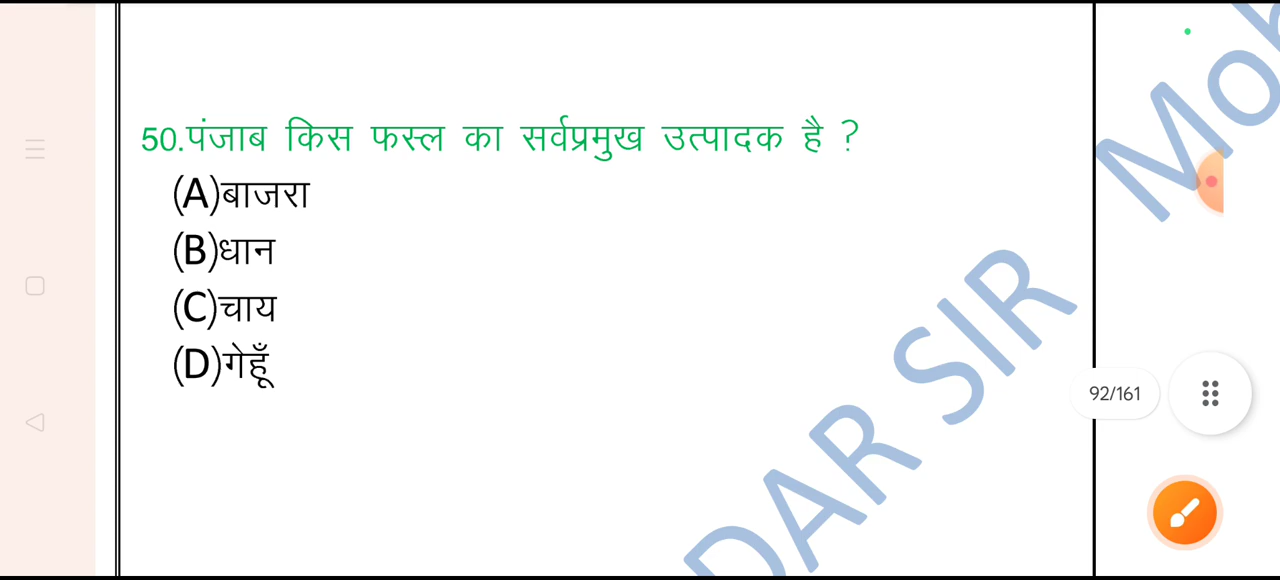 50.पंजाब किस फस्ल का सर्वप्रमुख उत्पादक है ?
(A)बाजरा
(B)धान
(C)चाय
(D)गेहूँ
DAR SIR
92/161